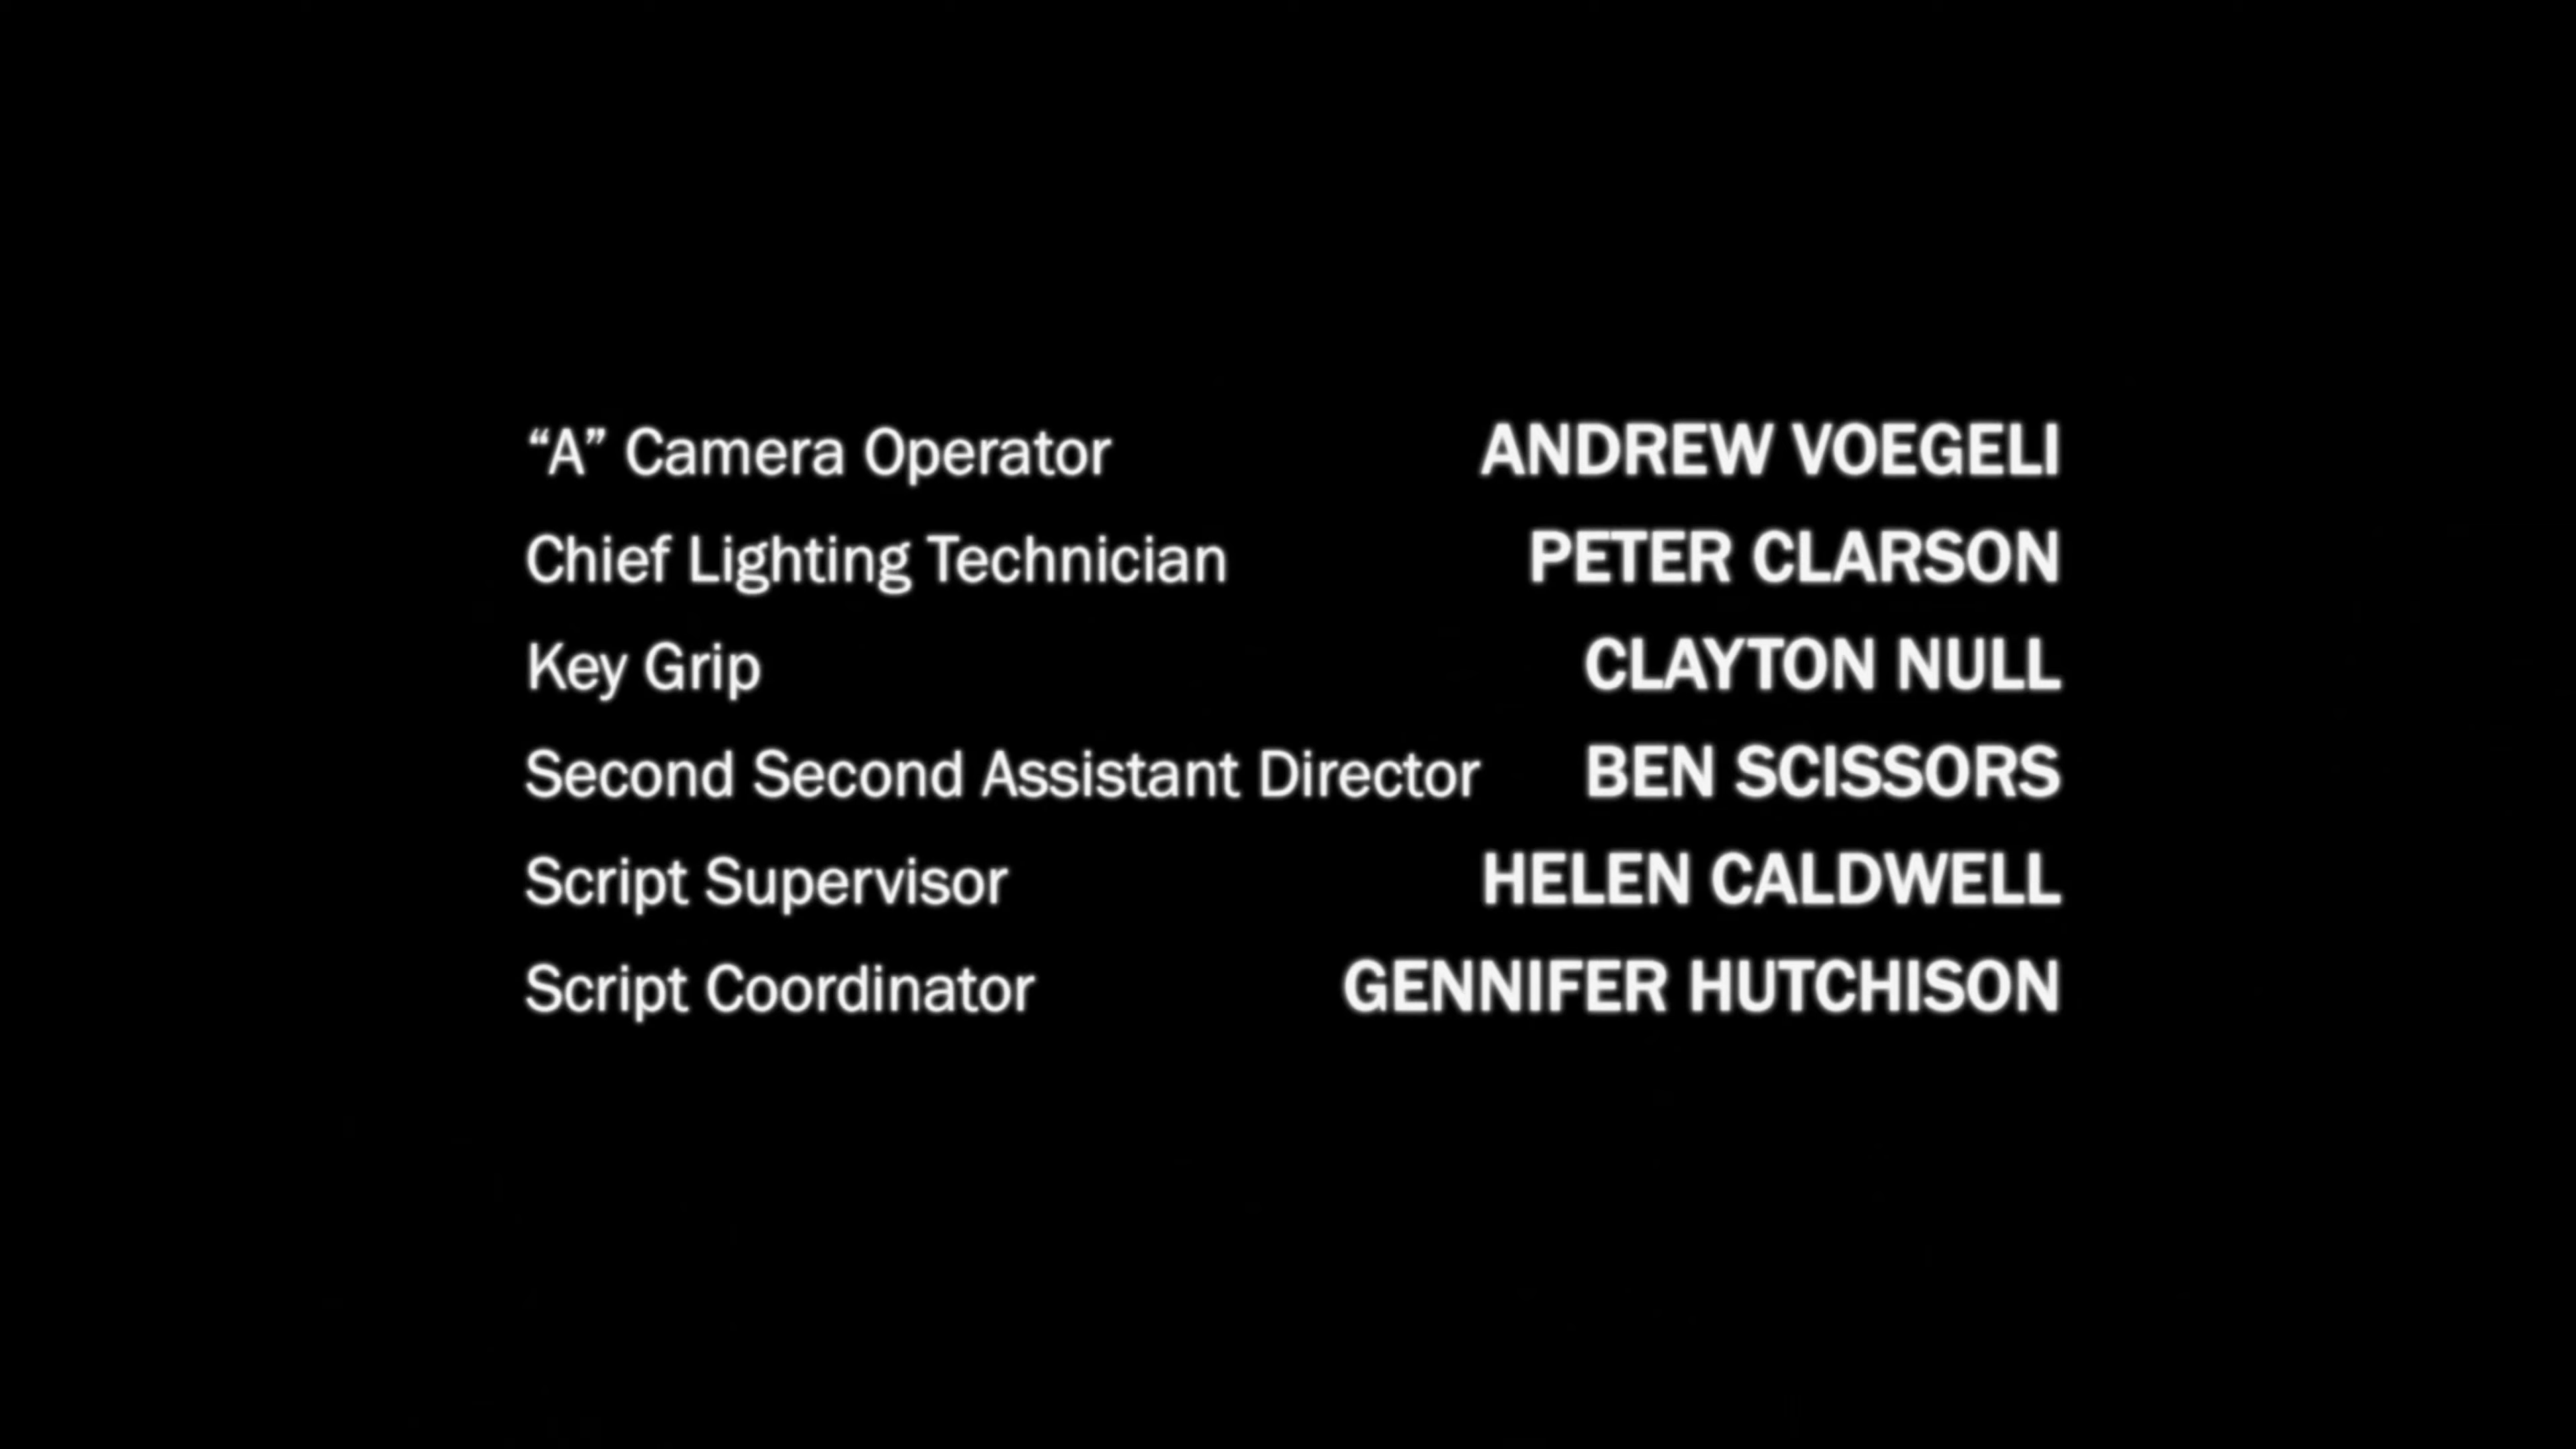 “A” Camera Operator ANDREW VOEGELI
Chief Lighting Technician PETER CLARSON
Key Grip CLAYTON NULL
Second Second Assistant Director BEN SCISSORS
Script Supervisor HELEN CALDWELL
Script Coordinator GENNIFER HUTCHISON